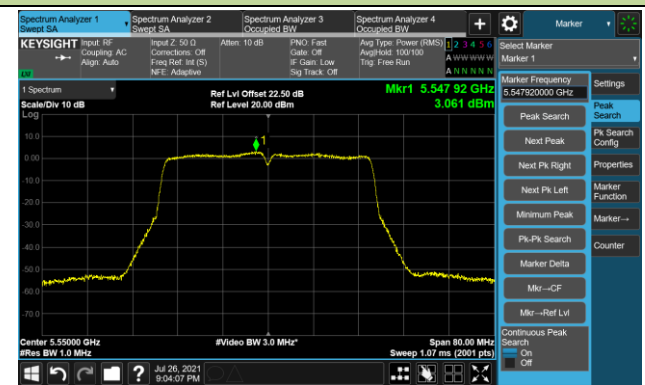 Spectrum Analyzer 1
Swept SA
Spectrum Analyzer 2
Swept SA
Spectrum Analyzer 3
Occupied BW
Spectrum Analyzer 4
Occupied BW
+
Marker
KEYSIGHT
Input: RF
Coupling: AC
Align: Auto
Input Z: 50 Ω
Corrections: Off
Freq Ref: Int (S)
NFE: Adaptive
Atten: 10 dB
PNO: Fast
Gate: Off
IF Gain: Low
Sig Track: Off
Avg Type: Power (RMS)
Avg|Hold: 100/100
Trig: Free Run
1 2 3 4 5 6
A W W W W W
A N N N N N
Select Marker
Marker 1
1 Spectrum
Scale/Div 10 dB
Log
Ref Lvl Offset 22.50 dB
Ref Level 20.00 dBm
Mkr1 5.547 92 GHz
3.061 dBm
Marker Frequency
5.547920000 GHz
Settings
Peak Search
Peak
Search
Next Peak
Pk Search
Config
Next Pk Right
Properties
Next Pk Left
Marker
Function
Minimum Peak
Marker→
Pk-Pk Search
Counter
Marker Delta
Mkr→CF
Mkr→Ref Lvl
Continuous Peak
Search
On
Off
10.0
1
0.00
-10.0
-20.0
-30.0
-40.0
-50.0
-60.0
-70.0
Center 5.55000 GHz
#Res BW 1.0 MHz
#Video BW 3.0 MHz*
Span 80.00 MHz
Sweep 1.07 ms (2001 pts)
?
Jul 26, 2021
9:04:07 PM